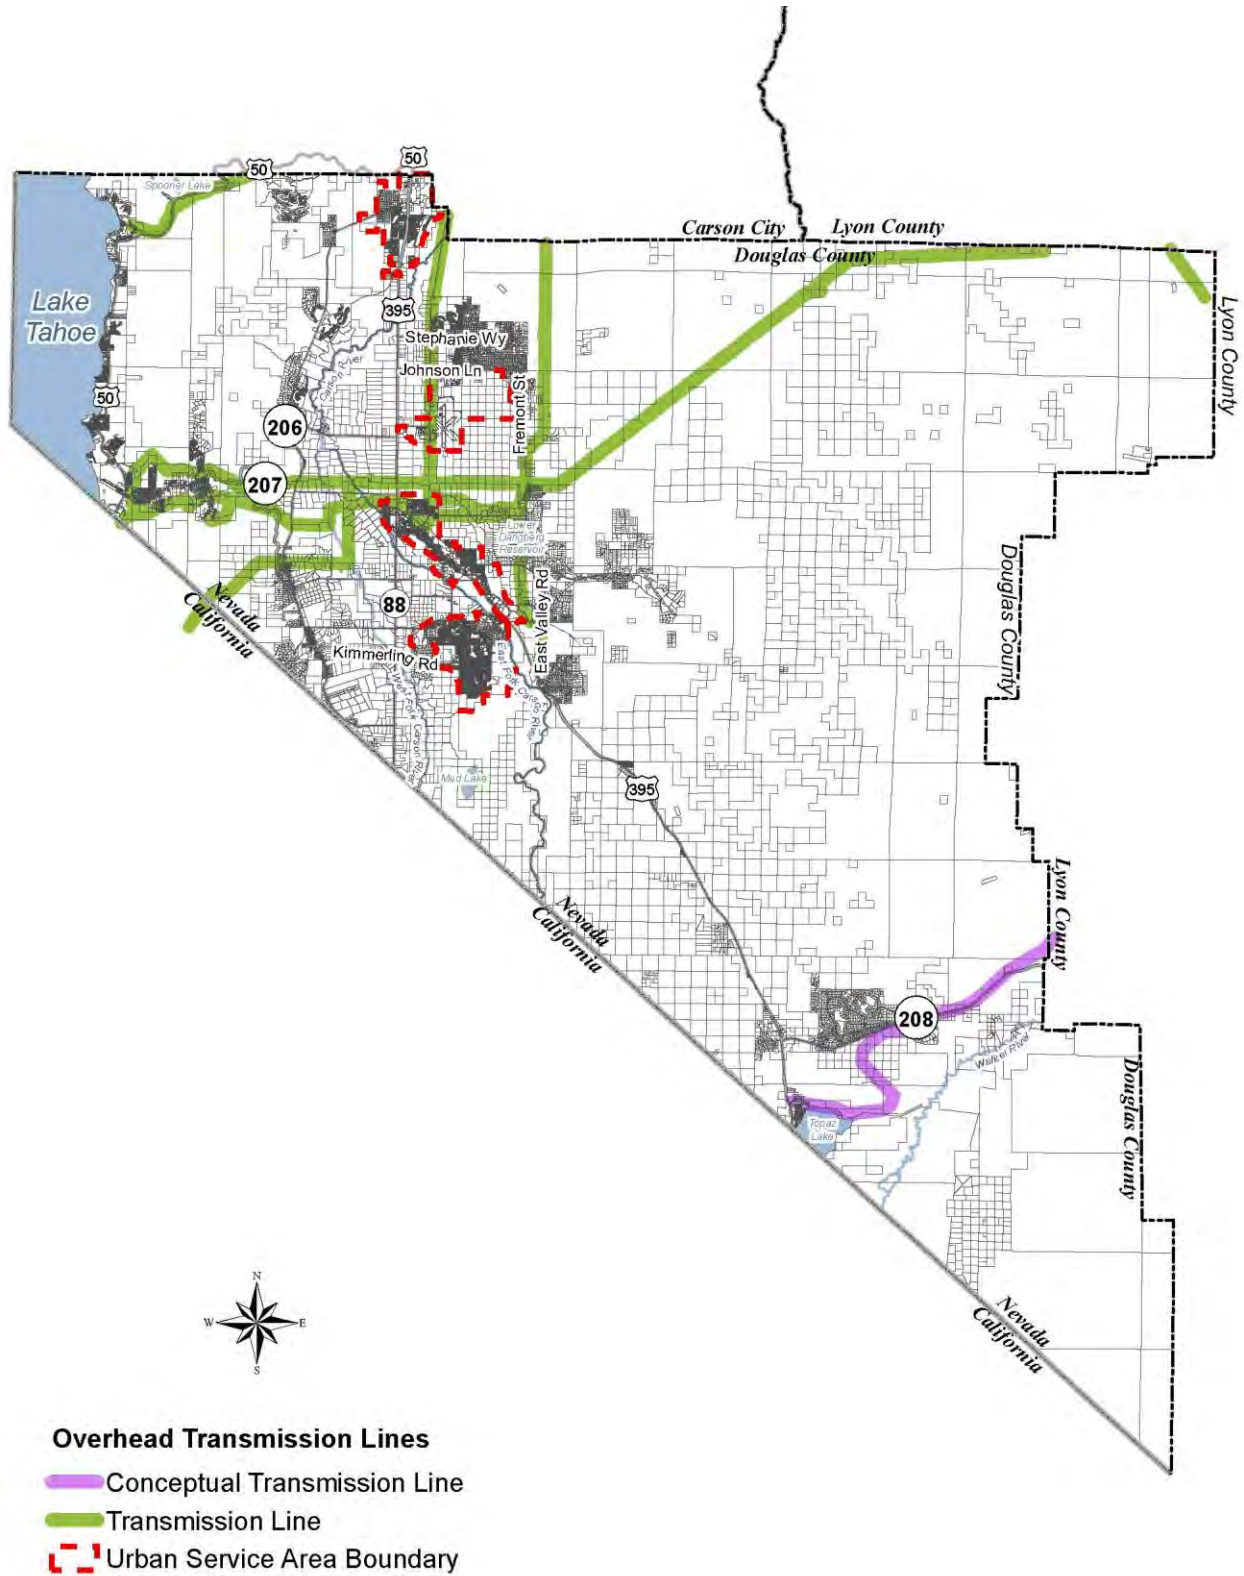 50
50
Spooner Lake
Carson City
Lyon County
Douglas County
Lake
Tahoe
395
Stephanie Wy
Johnson Ln
Carson River
Fremont St
Lyon County
50
206
207
Lower
Dangberg
Reservoir
Nevada
California
88
East Valley Rd
Douglas County
Kimmerling Rd
East Fork Carson River
West Fork Carson River
Mud Lake
395
Nevada
California
Lyon County
208
Walker River
Topaz
Lake
Douglas County
Nevada
California
N
W
E
S
Overhead Transmission Lines
Conceptual Transmission Line
Transmission Line
Urban Service Area Boundary